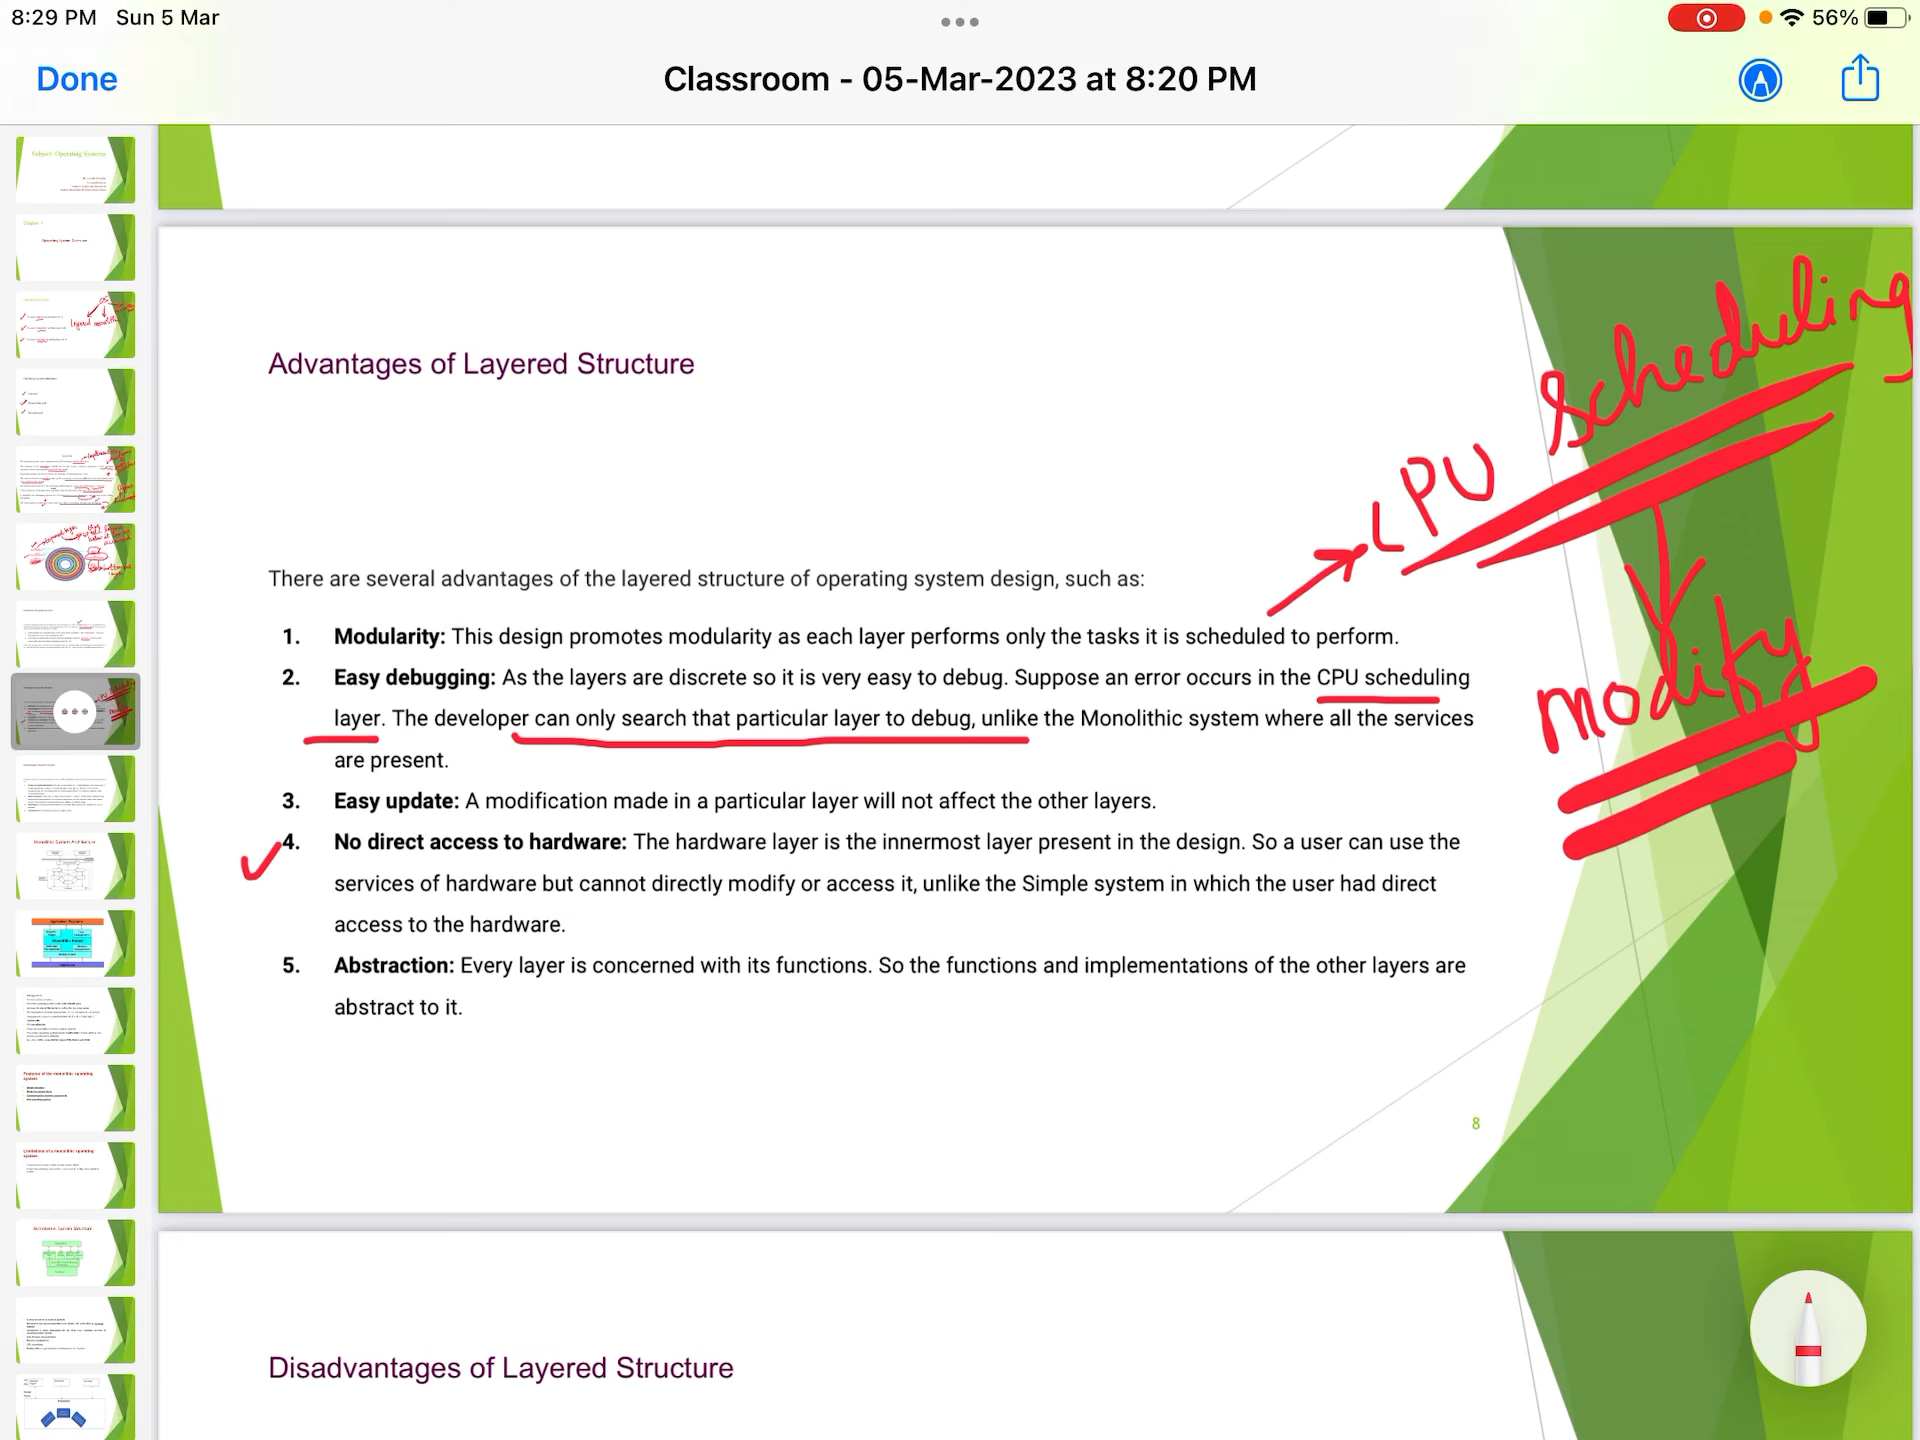 8:29 PM Sun 5 Mar
56%
Done
Classroom - 05-Mar-2023 at 8:20 PM
Subject: Operating Systems
Advantages of Layered Structure
CPU scheduling
modify
There are several advantages of the layered structure of operating system design, such as:
1. Modularity: This design promotes modularity as each layer performs only the tasks it is scheduled to perform.
2. Easy debugging: As the layers are discrete so it is very easy to debug. Suppose an error occurs in the CPU scheduling
layer. The developer can only search that particular layer to debug, unlike the Monolithic system where all the services
are present.
3. Easy update: A modification made in a particular layer will not affect the other layers.
4. No direct access to hardware: The hardware layer is the innermost layer present in the design. So a user can use the
services of hardware but cannot directly modify or access it, unlike the Simple system in which the user had direct
access to the hardware.
5. Abstraction: Every layer is concerned with its functions. So the functions and implementations of the other layers are
abstract to it.
8
Disadvantages of Layered Structure